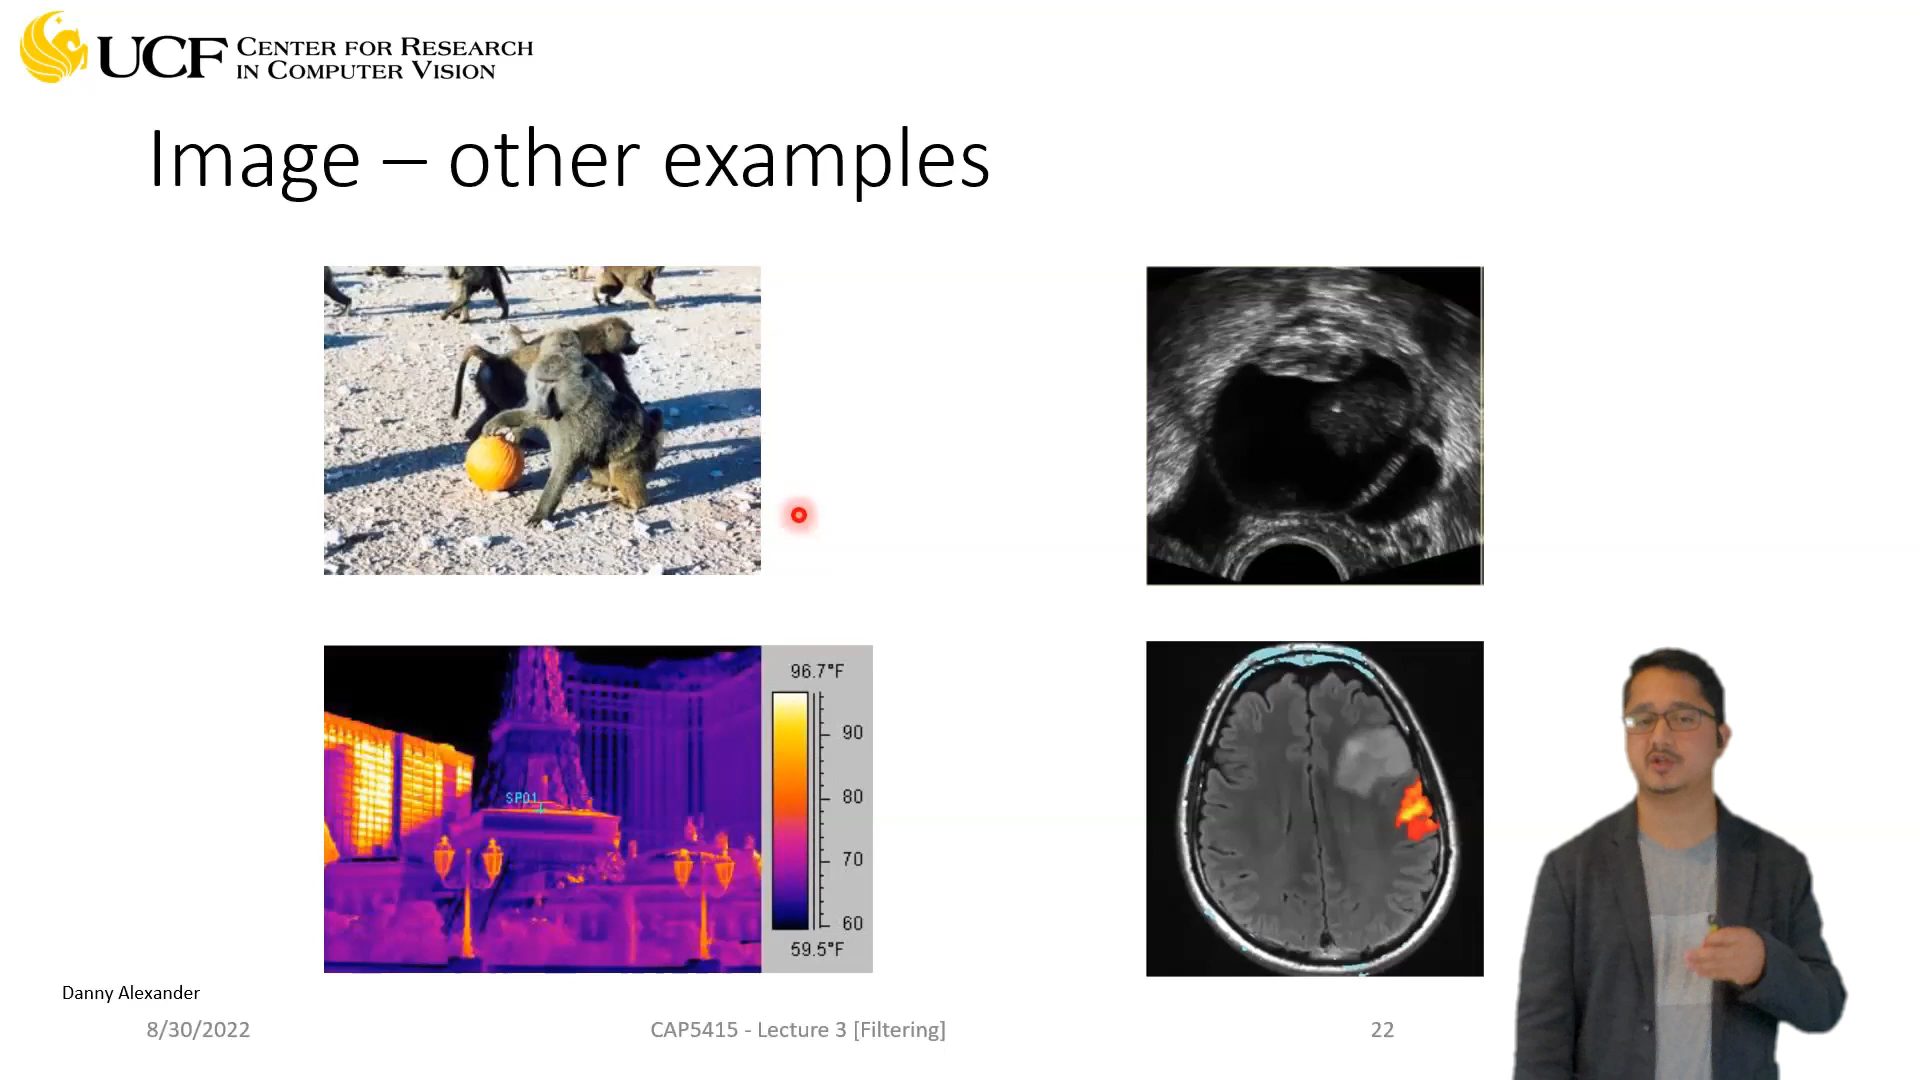 UCF CENTER FOR RESEARCH
IN COMPUTER VISION
Image – other examples
96.7°F
90
80
70
60
59.5°F
SP01
Danny Alexander
8/30/2022
CAP5415 - Lecture 3 [Filtering]
22